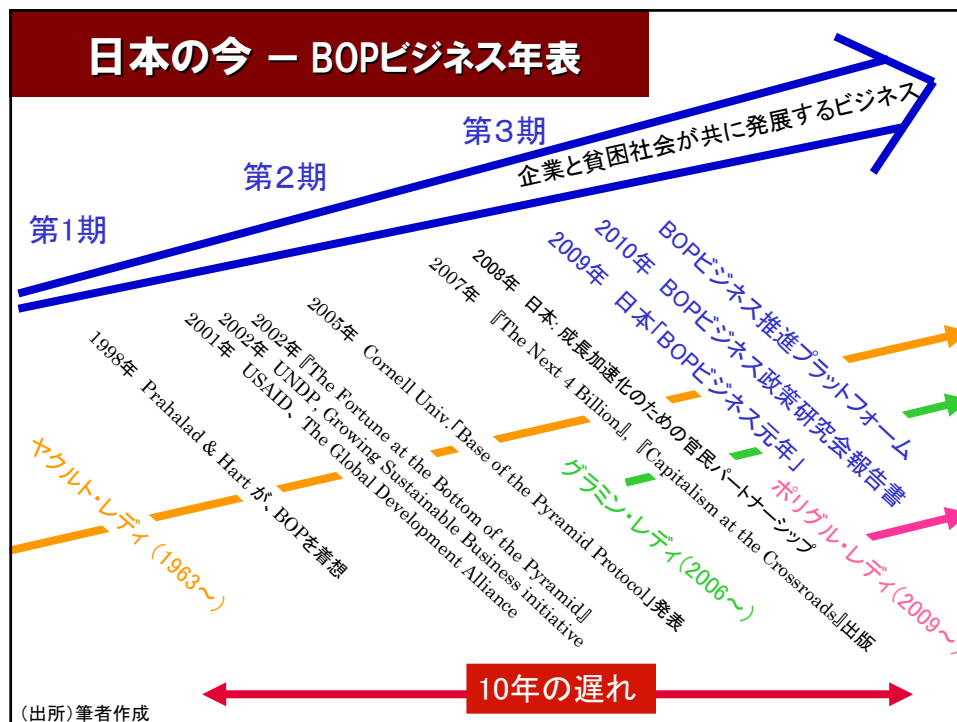 日本の今 － BOPビジネス年表
第1期
第２期
第３期
企業と貧困社会が共に発展するビジネス
1998年 Prahalad & Hart が、BOPを着想
2001年 USAID、The Global Development Alliance
2002年 UNDP, Growing Sustainable Business initiative
2002年『The Fortune at the Bottom of the Pyramid』
2005年 Cornell Univ.「Base of the Pyramid Protocol」発表
2007年 『The Next 4 Billion』, 『Capitalism at the Crossroads』出版
2008年 日本：成長加速化のための官民パートナーシップ
2009年 日本「BOPビジネス元年」
2010年 BOPビジネス政策研究会報告書
BOPビジネス推進プラットフォーム
ヤクルト・レディ（1963～）
グラミン・レディ（2006～）
ポリグル・レディ（2009～）
10年の遅れ
（出所）筆者作成